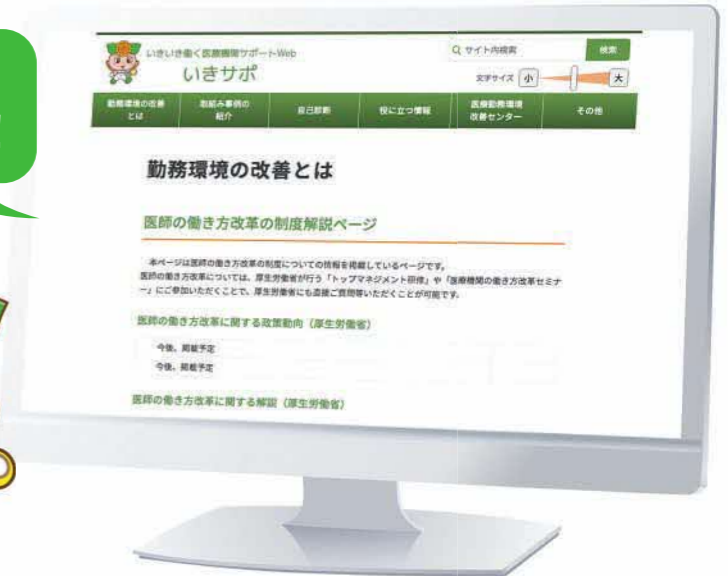 いきいき働く医療機関サポートWeb
いきサポ
サイト内検索
検索
文字サイズ 小 大
勤務環境の改善
とは
取組み事例の
紹介
自己診断
役に立つ情報
医療勤務環境
改善センター
その他
勤務環境の改善とは
医師の働き方改革の制度解説ページ
本ページは医師の働き方改革の制度についての情報を掲載しているページです。
医師の働き方改革については、厚生労働省が行う「トップマネジメント研修」や「医療機関の働き方改革セミナ
ー」にご参加いただくことで、厚生労働省にも直接ご質問等いただくことが可能です。
医師の働き方改革に関する政策動向（厚生労働省）
今後、掲載予定
今後、掲載予定
医師の働き方改革に関する解説（厚生労働省）